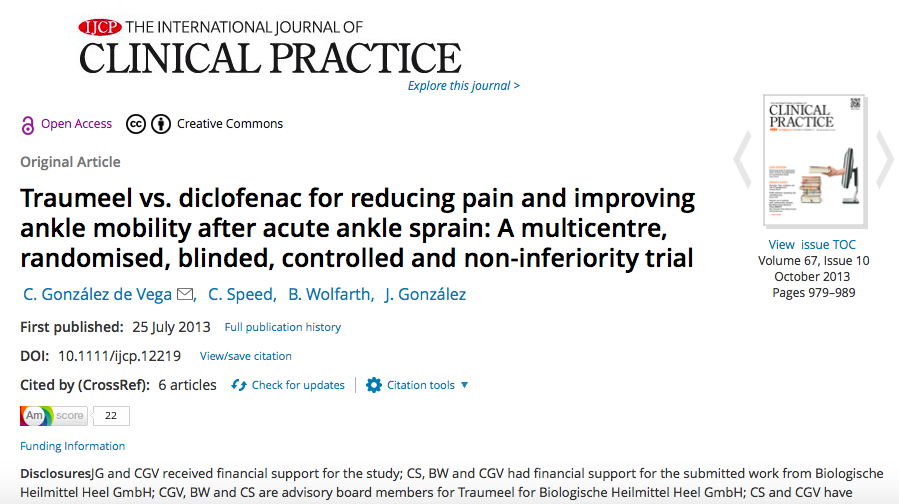 IJCP THE INTERNATIONAL JOURNAL OF
CLINICAL PRACTICE
Explore this journal >
Open Access
cc
Creative Commons
Original Article
Traumeel vs. diclofenac for reducing pain and improving
ankle mobility after acute ankle sprain: A multicentre,
randomised, blinded, controlled and non-inferiority trial
C. González de Vega, C. Speed, B. Wolfarth, J. González
First published: 25 July 2013 Full publication history
DOI: 10.1111/ijcp.12219 View/save citation
Cited by (CrossRef): 6 articles Check for updates Citation tools ▼
Am score 22
Funding Information
DisclosuresJG and CGV received financial support for the study; CS, BW and CGV had financial support for the submitted work from Biologische
Heilmittel Heel GmbH; CGV, BW and CS are advisory board members for Traumeel for Biologische Heilmittel Heel GmbH; CS and CGV have
CLINICAL
PRACTICE
View issue TOC
Volume 67, Issue 10
October 2013
Pages 979–989